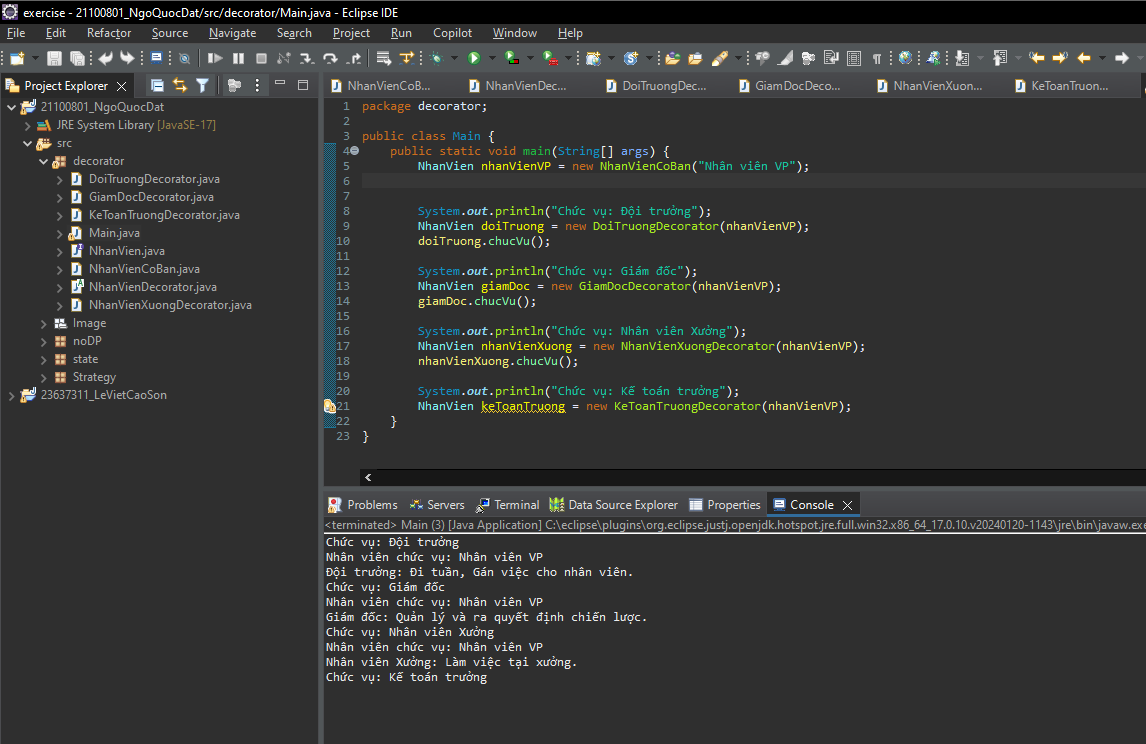 exercise - 21100801_NgoQuocDat/src/decorator/Main.java - Eclipse IDE
File Edit Refactor Source Navigate Search Project Run Copilot Window Help
Project Explorer
NhanVienCoB... NhanVienDec... DoiTruongDec... GiamDocDeco... NhanVienXuon... KeToanTruon...
21100801_NgoQuocDat
JRE System Library [JavaSE-17]
src
decorator
DoiTruongDecorator.java
GiamDocDecorator.java
KeToanTruongDecorator.java
Main.java
NhanVien.java
NhanVienCoBan.java
NhanVienDecorator.java
NhanVienXuongDecorator.java
Image
noDP
state
Strategy
23637311_LeVietCaoSon
1 package decorator;
2
3 public class Main {
4 public static void main(String[] args) {
5 NhanVien nhanVienVP = new NhanVienCoBan("Nhân viên VP");
6
7
8 System.out.println("Chức vụ: Đội trưởng");
9 NhanVien doiTruong = new DoiTruongDecorator(nhanVienVP);
10 doiTruong.chucVu();
11
12 System.out.println("Chức vụ: Giám đốc");
13 NhanVien giamDoc = new GiamDocDecorator(nhanVienVP);
14 giamDoc.chucVu();
15
16 System.out.println("Chức vụ: Nhân viên Xưởng");
17 NhanVien nhanVienXuong = new NhanVienXuongDecorator(nhanVienVP);
18 nhanVienXuong.chucVu();
19
20 System.out.println("Chức vụ: Kế toán trưởng");
21 NhanVien keToanTruong = new KeToanTruongDecorator(nhanVienVP);
22 }
23 }
Problems Servers Terminal Data Source Explorer Properties Console
<terminated> Main (3) [Java Application] C:\eclipse\plugins\org.eclipse.justj.openjdk.hotspot.jre.full.win32.x86_64_17.0.10.v20240120-1143\jre\bin\javaw.exe
Chức vụ: Đội trưởng
Nhân viên chức vụ: Nhân viên VP
Đội trưởng: Đi tuần, Gán việc cho nhân viên.
Chức vụ: Giám đốc
Nhân viên chức vụ: Nhân viên VP
Giám đốc: Quản lý và ra quyết định chiến lược.
Chức vụ: Nhân viên Xưởng
Nhân viên chức vụ: Nhân viên VP
Nhân viên Xưởng: Làm việc tại xưởng.
Chức vụ: Kế toán trưởng